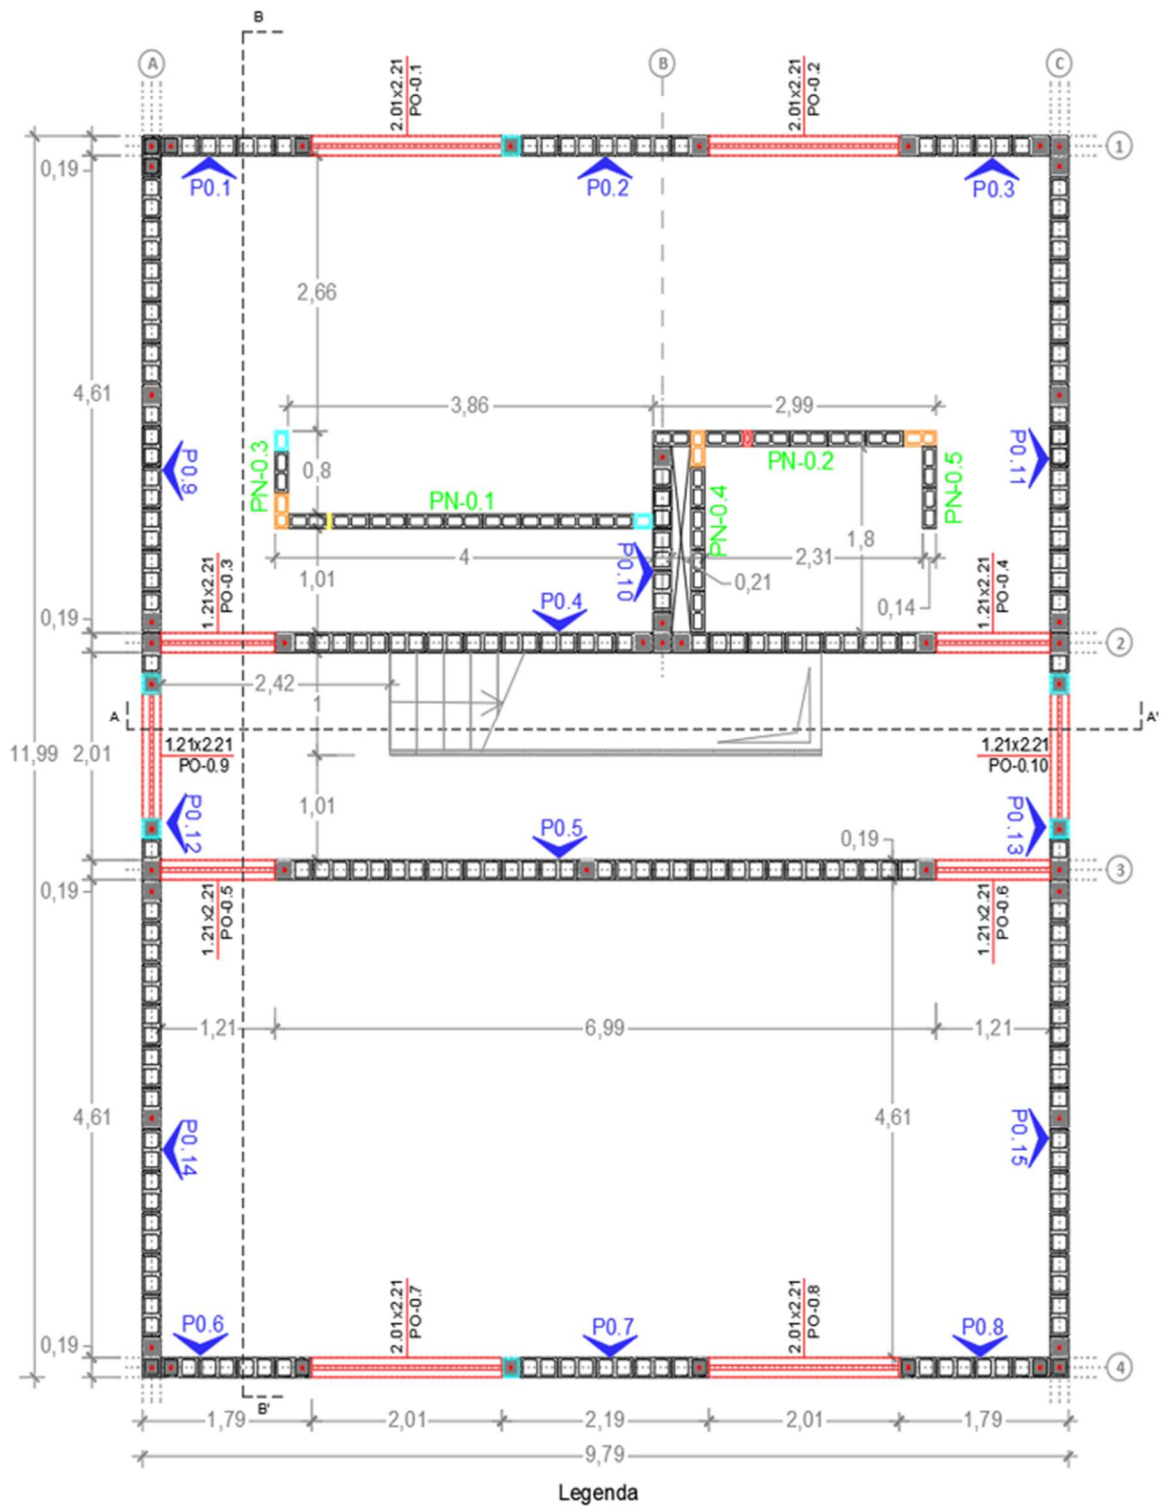 B
A
B
C
2.01x2.21
PO-0.1
2.01x2.21
PO-0.2
1
0,19
P0.1
P0.2
P0.3
2,66
4,61
3,86
2,99
P0.9
PN-0.3
0,8
PN-0.1
PN-0.2
PN-0.4
PN-0.5
P0.11
4
P0.10
0,21
2,31
1,8
0,14
1,01
1.21x2.21
PO-0.3
P0.4
1.21x2.21
PO-0.4
0,19
2
2,42
1
A
A'
11,99
2,01
1.21x2.21
PO-0.9
1.21x2.21
PO-0.10
P0.12
1,01
P0.5
0,19
P0.13
3
0,19
1.21x2.21
PO-0.5
1.21x2.21
PO-0.6
1,21
6,99
1,21
4,61
4,61
P0.14
P0.15
2.01x2.21
PO-0.7
2.01x2.21
PO-0.8
0,19
P0.6
P0.7
P0.8
4
B'
1,79
2,01
2,19
2,01
1,79
9,79
Legenda